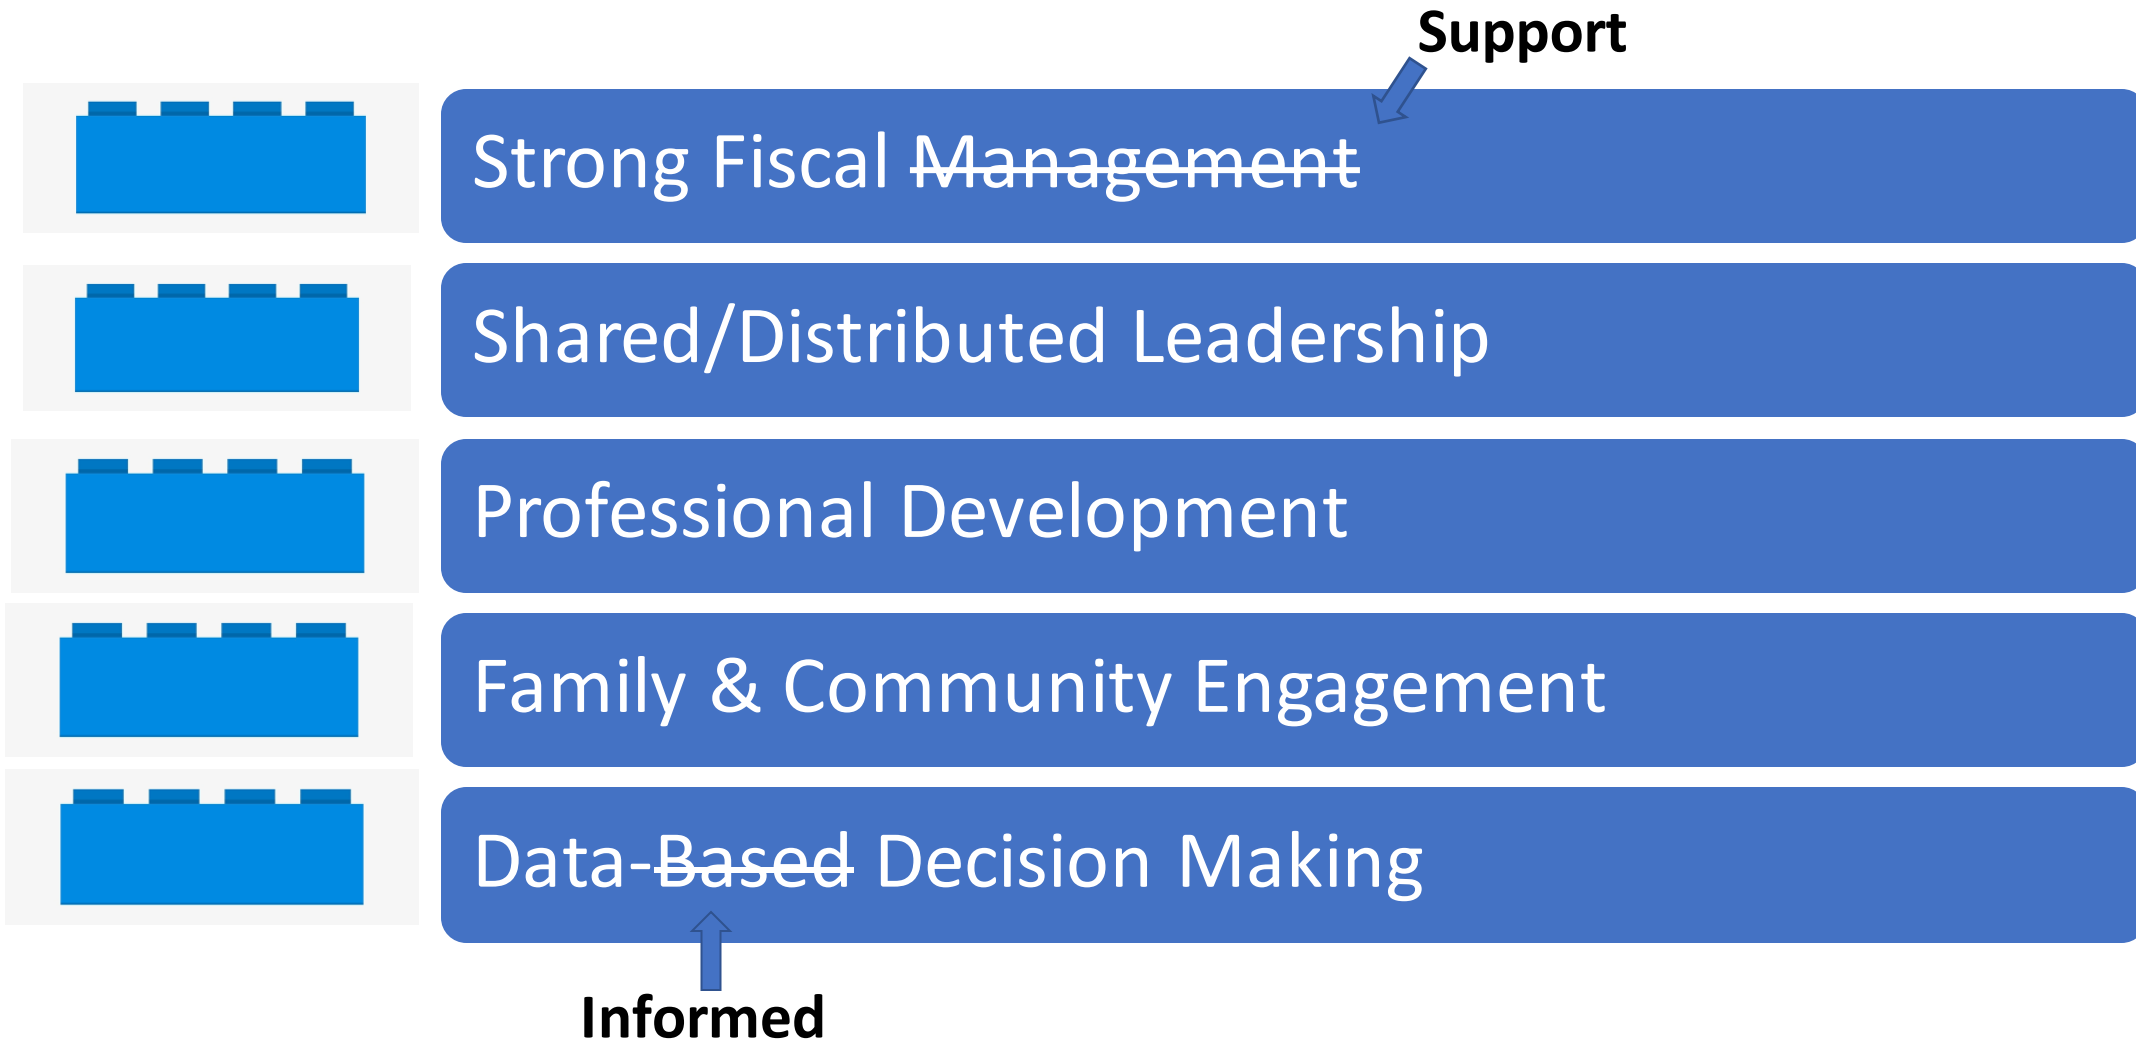 Support
Strong Fiscal Management
Shared/Distributed Leadership
Professional Development
Family & Community Engagement
Data-Based Decision Making
Informed